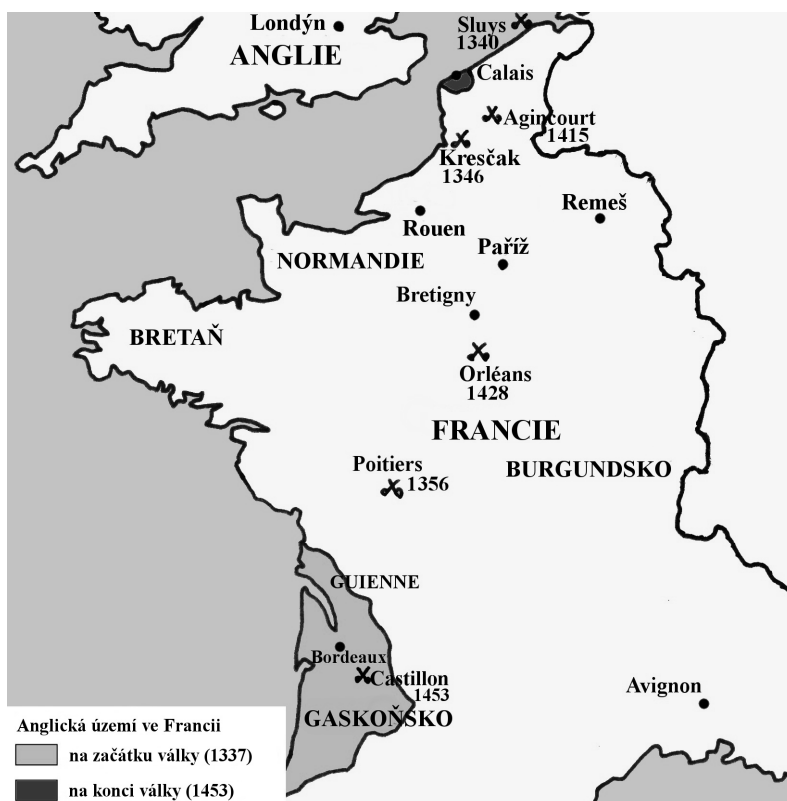 Londýn
ANGLIE
Sluys
1340
Calais
Agincourt
1415
Kresčak
1346
Remeš
Rouen
Paříž
NORMANDIE
Bretigny
BRETAŇ
Orléans
1428
FRANCIE
Poitiers
1356
BURGUNDSKO
GUIENNE
Bordeaux
Castillon
1453
Avignon
GASKOŇSKO
Anglická území ve Francii
na začátku války (1337)
na konci války (1453)